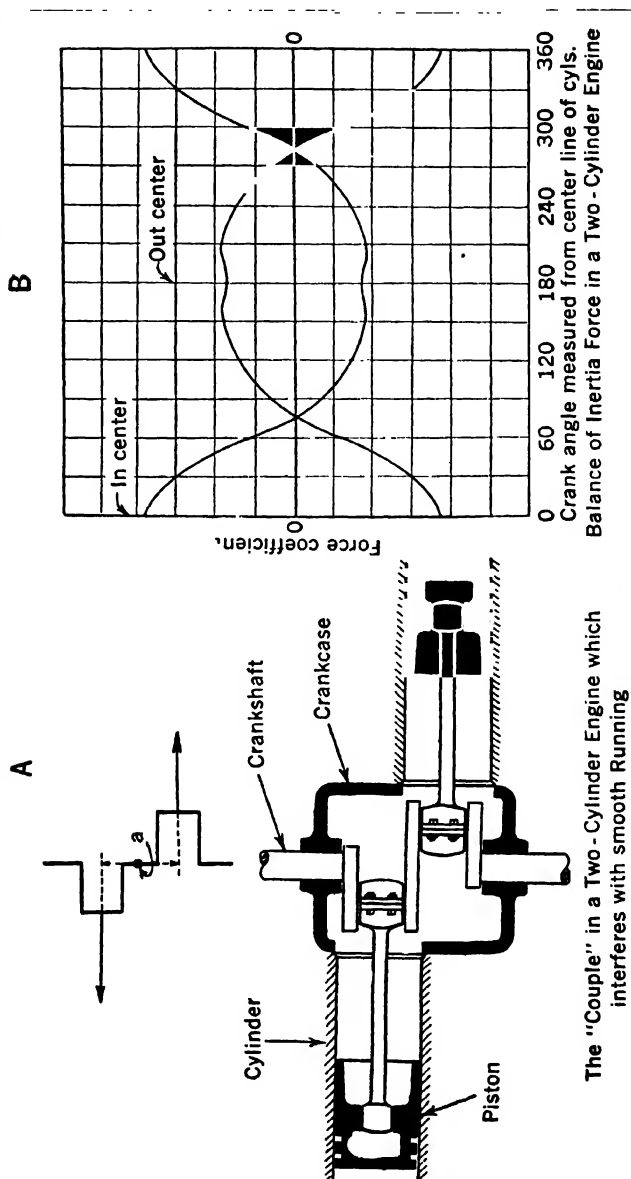 A
a
Crankshaft
Crankcase
Cylinder
Piston
The "Couple" in a Two-Cylinder Engine which
interferes with smooth Running
B
In center
Out center
Force coefficien.
0
0
0 60 120 180 240 300 360
Crank angle measured from center line of cyls.
Balance of Inertia Force in a Two-Cylinder Engine